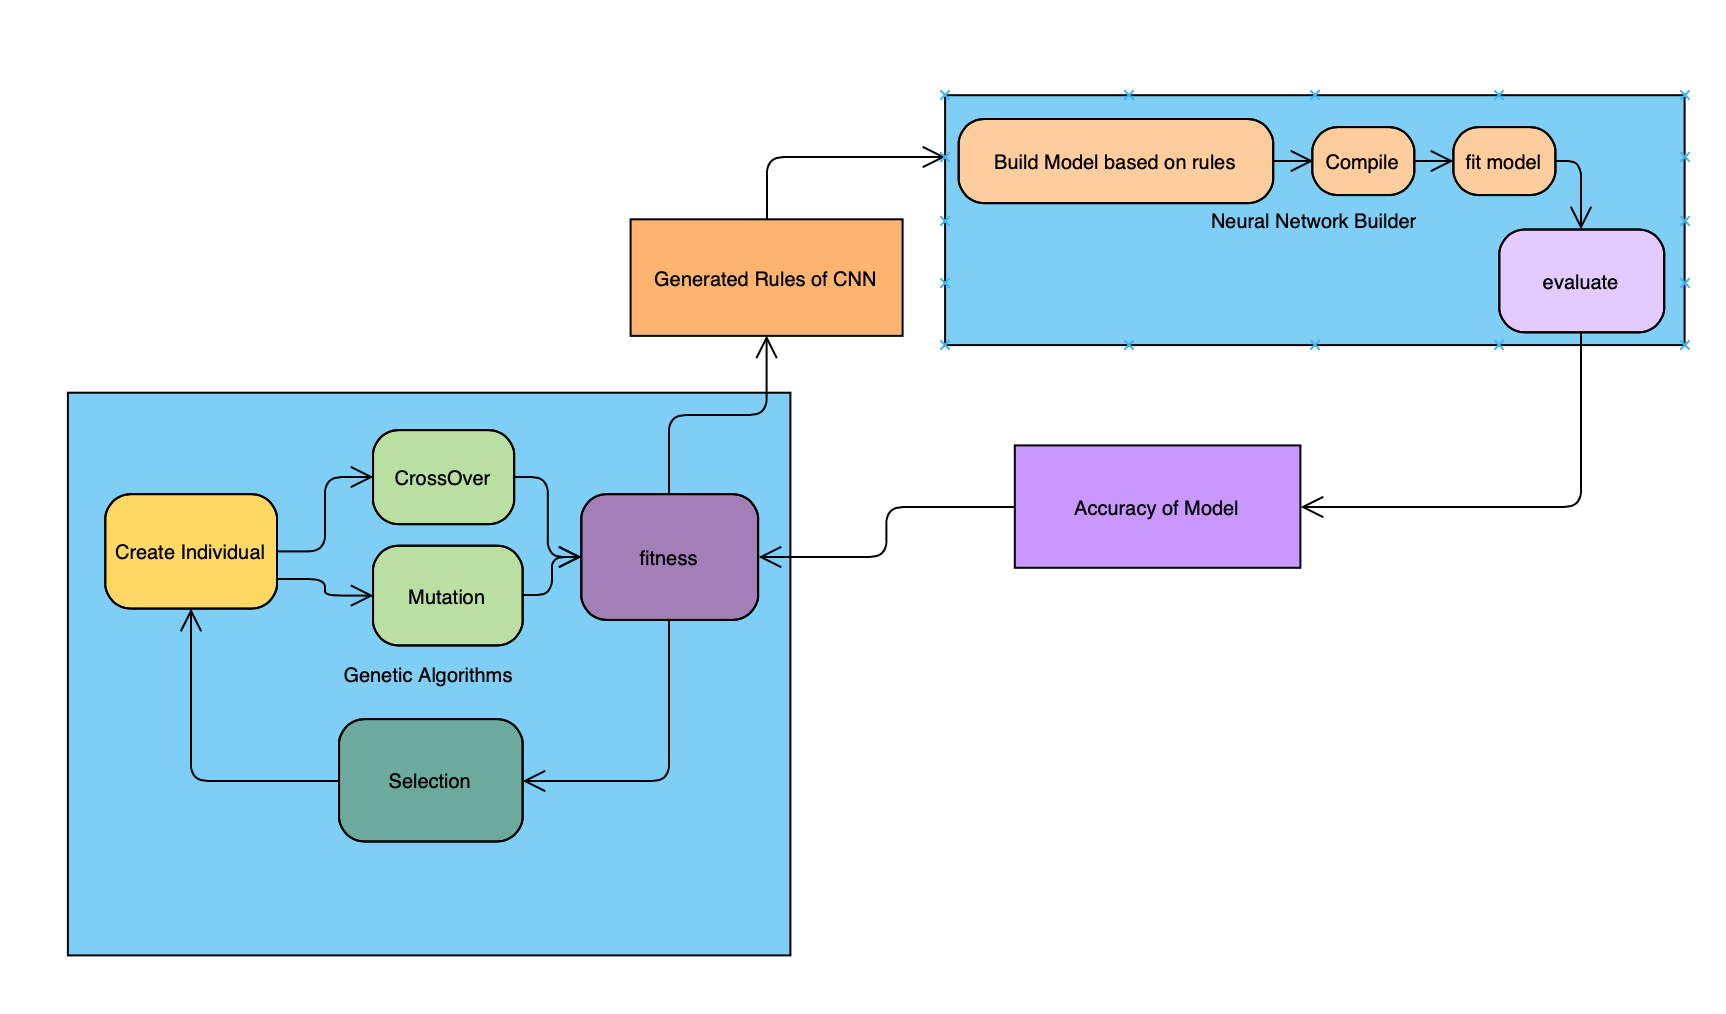 Build Model based on rules
Compile
fit model
Neural Network Builder
evaluate
Generated Rules of CNN
Accuracy of Model
CrossOver
Create Individual
fitness
Mutation
Genetic Algorithms
Selection